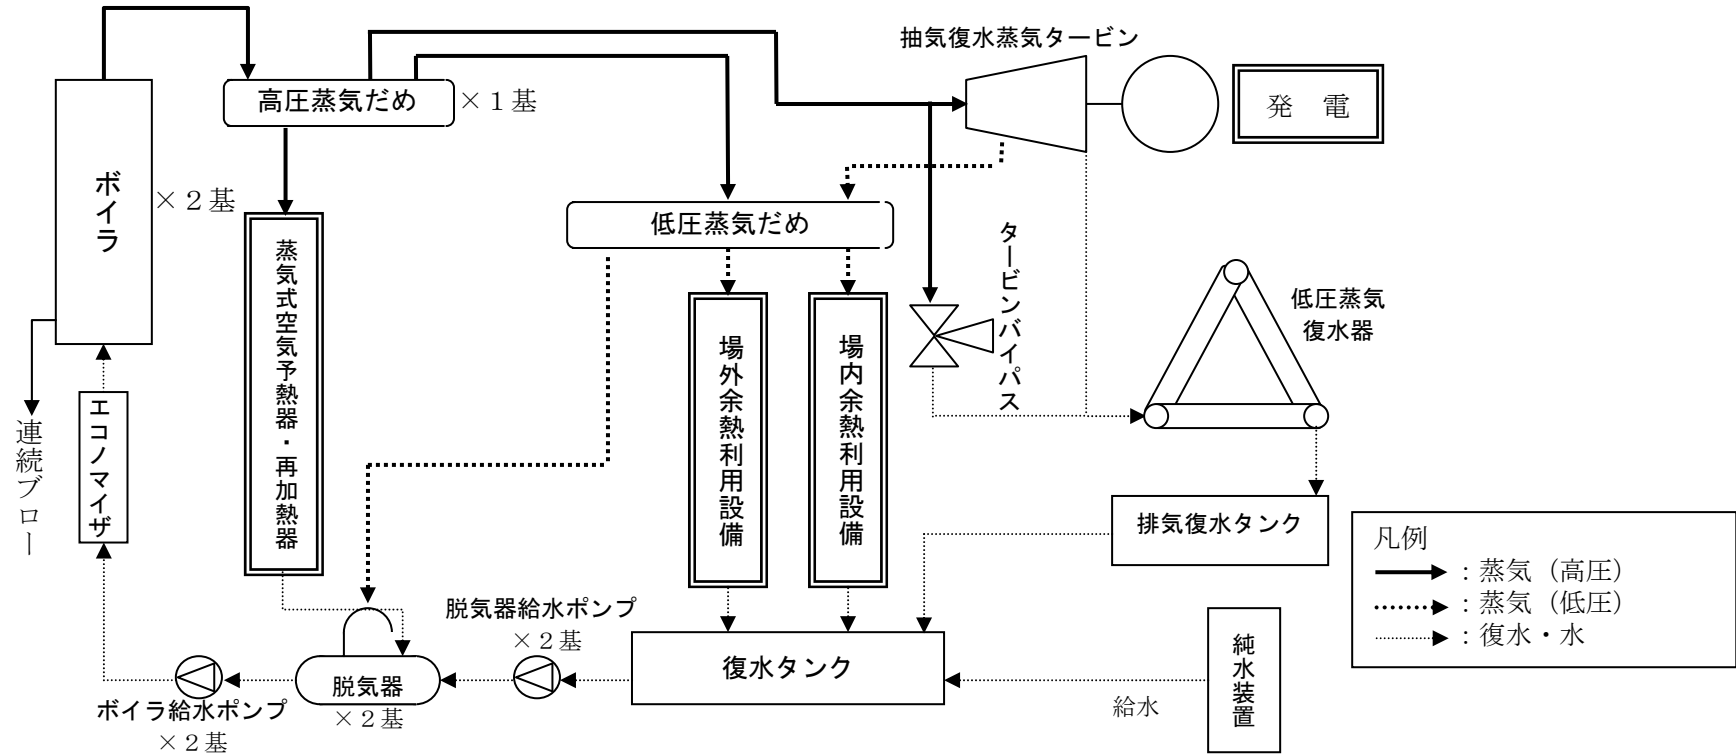 抽気復水蒸気タービン
高圧蒸気だめ
×１基
発　電
ボイラ
×２基
低圧蒸気だめ
蒸気式空気予熱器・再加熱器
タービンバイパス
低圧蒸気
復水器
場外余熱利用設備
場内余熱利用設備
連続ブロー
エコノマイザ
排気復水タンク
凡例
：蒸気（高圧）
：蒸気（低圧）
：復水・水
脱気器給水ポンプ
×２基
復水タンク
純水装置
給水
脱気器
×２基
ボイラ給水ポンプ
×２基